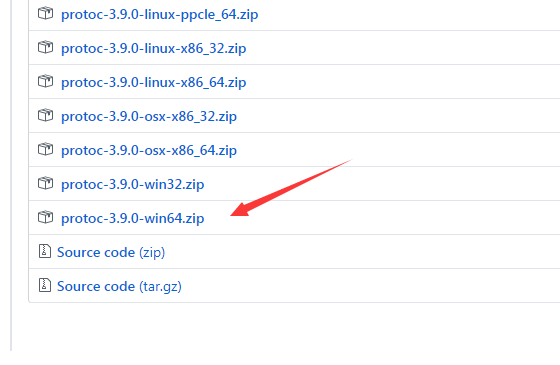 protoc-3.9.0-linux-ppcle_64.zip
protoc-3.9.0-linux-x86_32.zip
protoc-3.9.0-linux-x86_64.zip
protoc-3.9.0-osx-x86_32.zip
protoc-3.9.0-osx-x86_64.zip
protoc-3.9.0-win32.zip
protoc-3.9.0-win64.zip
Source code (zip)
Source code (tar.gz)